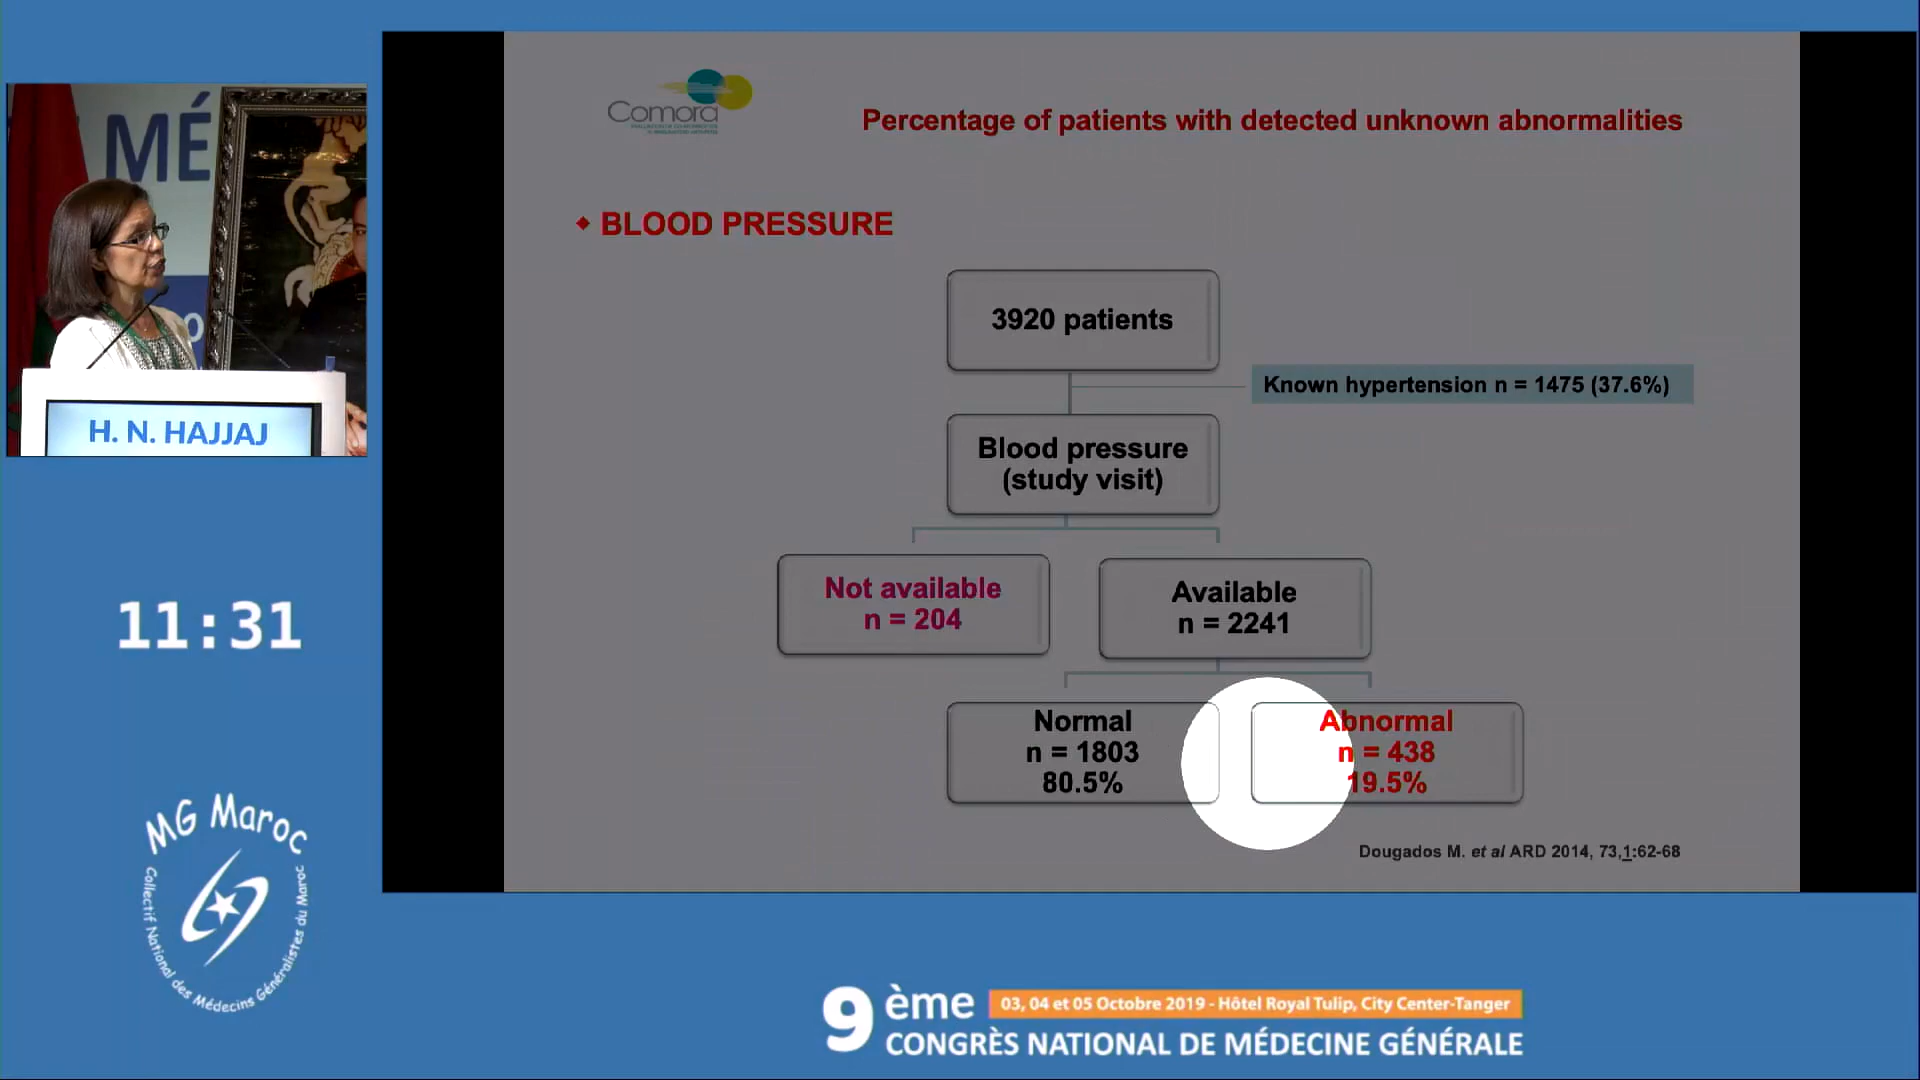 MÉ
H. N. HAJJAJ
11:31
MG Maroc
Collectif National des Médecins Généralistes du Maroc
Comora
Percentage of patients with detected unknown abnormalities
BLOOD PRESSURE
3920 patients
Known hypertension n = 1475 (37.6%)
Blood pressure
(study visit)
Not available
n = 204
Available
n = 2241
Normal
n = 1803
80.5%
Abnormal
n = 438
19.5%
Dougados M. et al ARD 2014, 73,1:62-68
9 ème
03, 04 et 05 Octobre 2019 - Hôtel Royal Tulip, City Center-Tanger
CONGRÈS NATIONAL DE MÉDECINE GÉNÉRALE